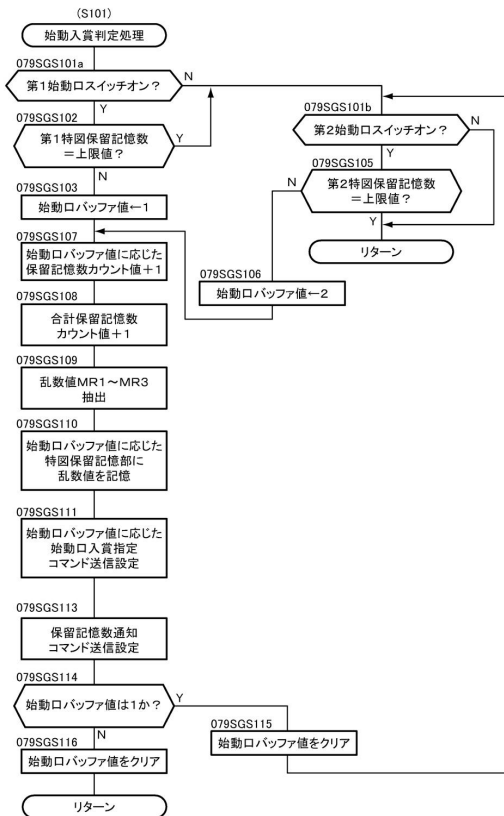 (S101)
始動入賞判定処理
079SGS101a
第1始動口スイッチオン?
N
Y
079SGS102
第1特図保留記憶数
=上限値?
Y
N
079SGS103
始動口バッファ値←1
079SGS107
始動口バッファ値に応じた
保留記憶数カウント値+1
079SGS108
合計保留記憶数
カウント値+1
079SGS109
乱数値MR1~MR3
抽出
079SGS110
始動口バッファ値に応じた
特図保留記憶部に
乱数値を記憶
079SGS111
始動口バッファ値に応じた
始動口入賞指定
コマンド送信設定
079SGS113
保留記憶数通知
コマンド送信設定
079SGS114
始動口バッファ値は1か?
Y
N
079SGS116
始動口バッファ値をクリア
リターン
079SGS101b
第2始動口スイッチオン?
N
Y
079SGS105
第2特図保留記憶数
=上限値?
N
Y
リターン
079SGS106
始動口バッファ値←2
079SGS115
始動口バッファ値をクリア